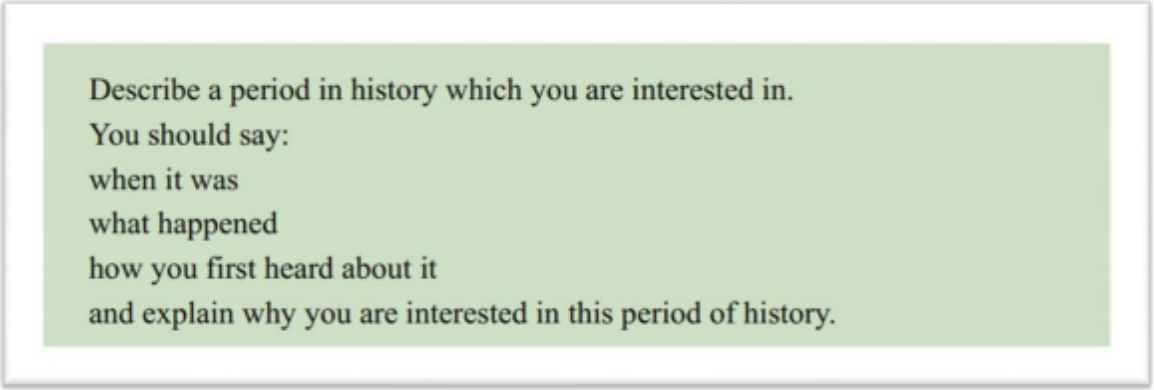 Describe a period in history which you are interested in.
You should say:
when it was
what happened
how you first heard about it
and explain why you are interested in this period of history.